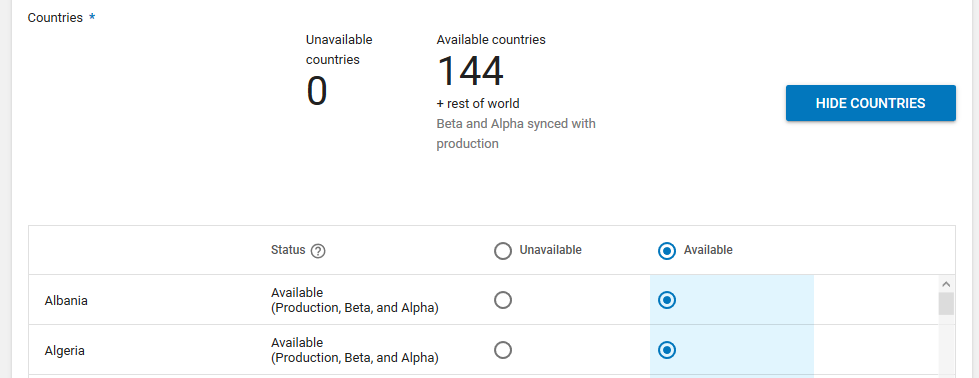 Countries *
Unavailable
countries
0
Available countries
144
+ rest of world
Beta and Alpha synced with
production
HIDE COUNTRIES
Status ?
Unavailable
Available
Albania
Available
(Production, Beta, and Alpha)
Algeria
Available
(Production, Beta, and Alpha)